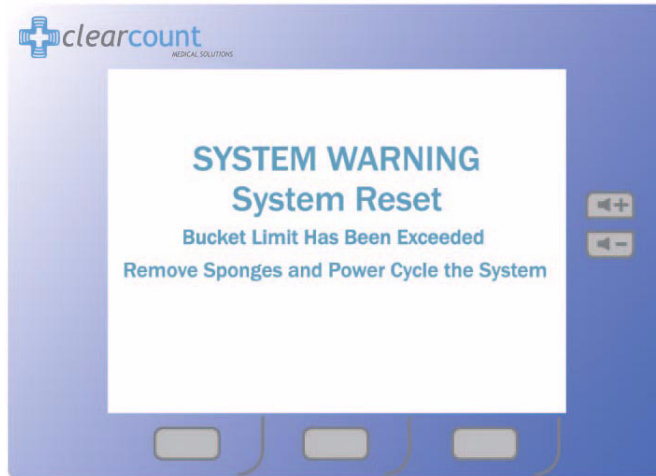 clearcount
MEDICAL SOLUTIONS
SYSTEM WARNING
System Reset
Bucket Limit Has Been Exceeded
Remove Sponges and Power Cycle the System